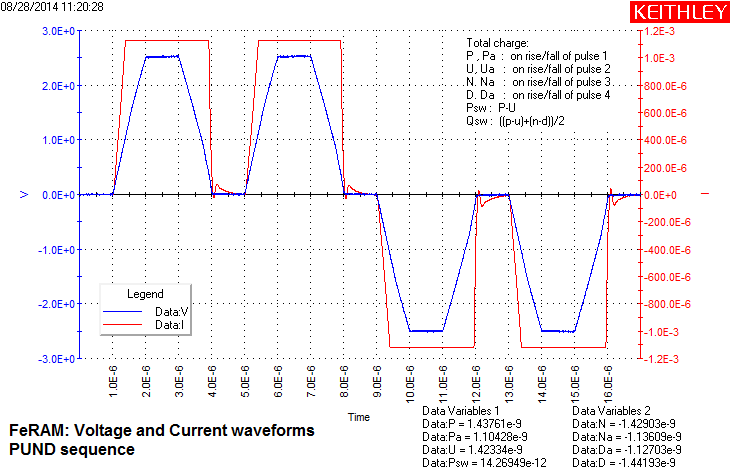 08/28/2014 11:20:28
KEITHLEY
3.0E+0
2.0E+0
1.0E+0
0.0E+0
-1.0E+0
-2.0E+0
-3.0E+0
V
Total charge:
P , Pa : on rise/fall of pulse 1
U, Ua : on rise/fall of pulse 2
N. Na : on rise/fall of pulse 3
D. Da : on rise/fall of pulse 4
Psw : P-U
Qsw : ((p-u)+(n-d))/2
1.2E-3
1.0E-3
800.0E-6
600.0E-6
400.0E-6
200.0E-6
0.0E+0
-200.0E-6
-400.0E-6
-600.0E-6
-800.0E-6
-1.0E-3
-1.2E-3
I
Legend
Data:V
Data:I
1.0E-6
2.0E-6
3.0E-6
4.0E-6
5.0E-6
6.0E-6
7.0E-6
8.0E-6
9.0E-6
10.0E-6
11.0E-6
12.0E-6
13.0E-6
14.0E-6
15.0E-6
16.0E-6
Time
FeRAM: Voltage and Current waveforms
PUND sequence
Data Variables 1
Data:P = 1.43761e-9
Data:Pa = 1.10428e-9
Data:U = 1.42334e-9
Data:Psw = 14.26949e-12
Data Variables 2
Data:N = -1.42903e-9
Data:Na = -1.13609e-9
Data:Da = -1.12703e-9
Data:D = -1.44193e-9